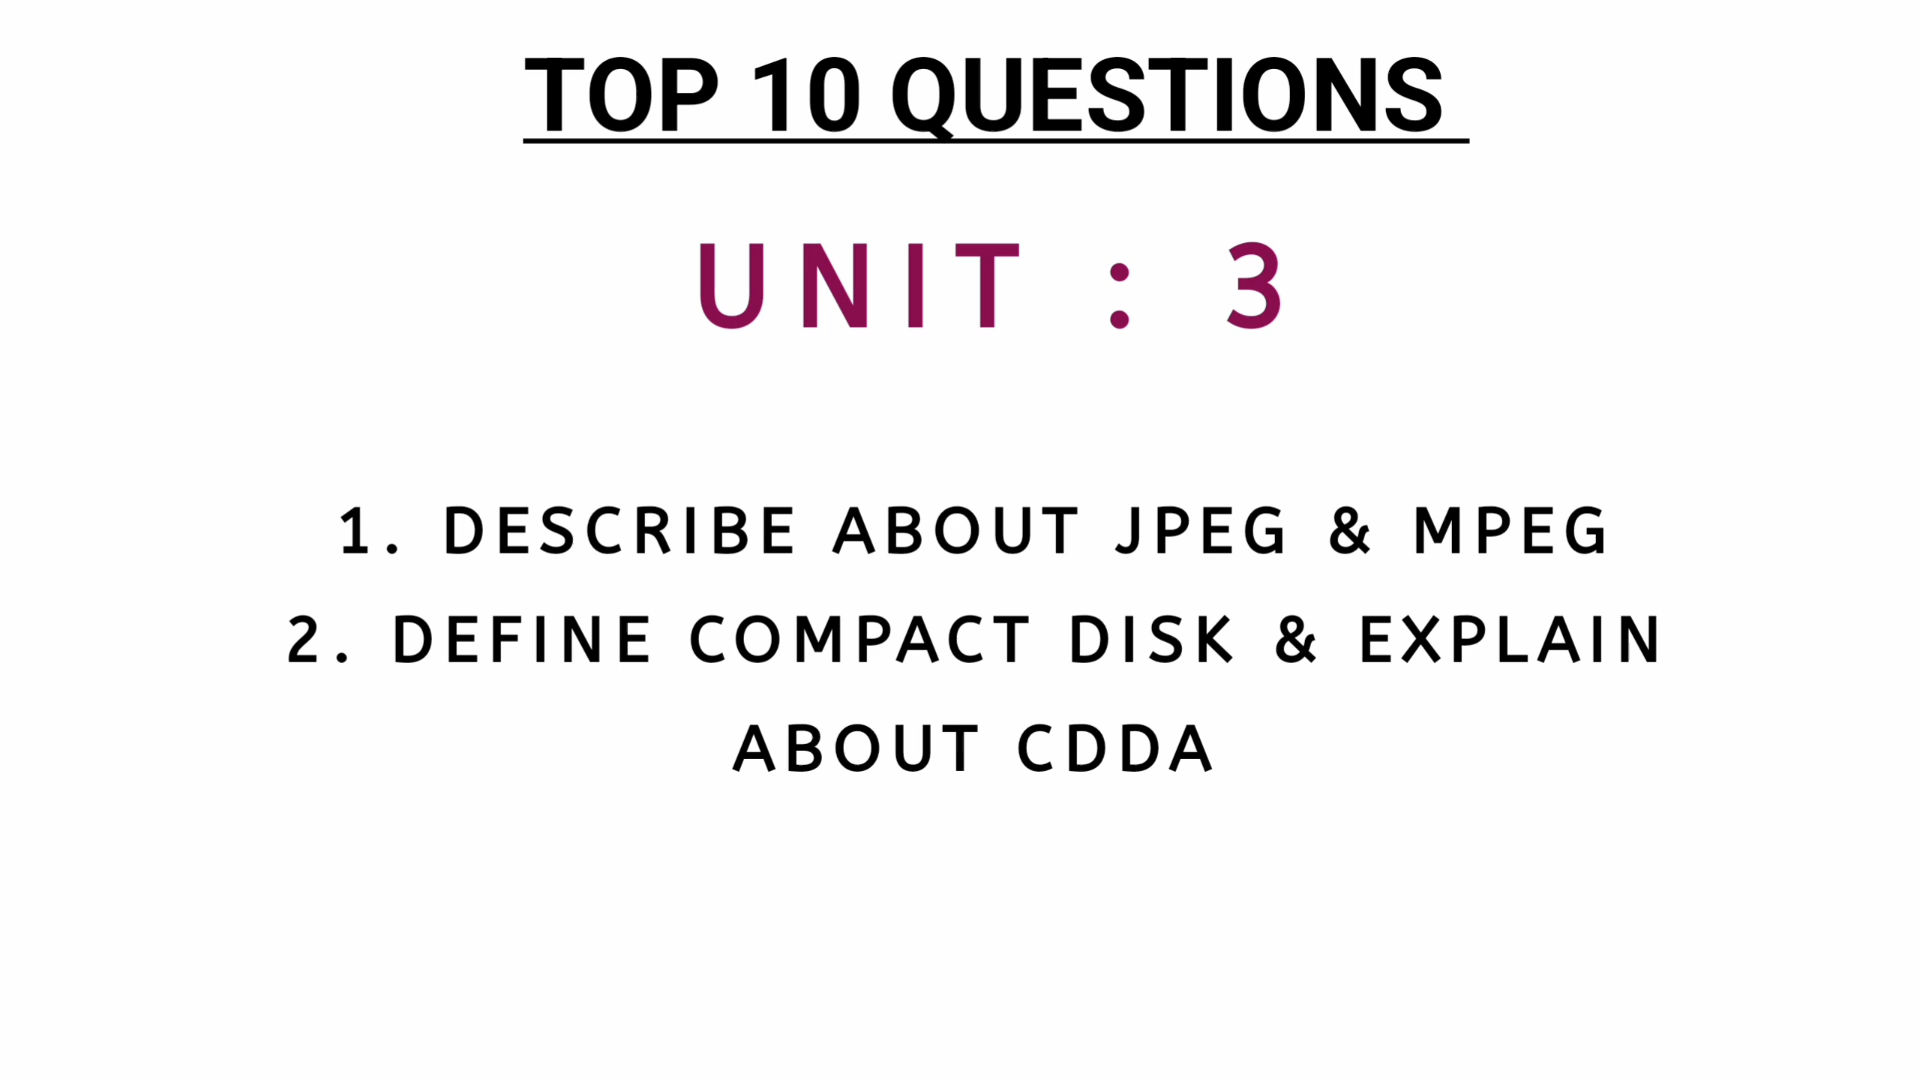 TOP 10 QUESTIONS
UNIT : 3
1. DESCRIBE ABOUT JPEG & MPEG
2. DEFINE COMPACT DISK & EXPLAIN
ABOUT CDDA